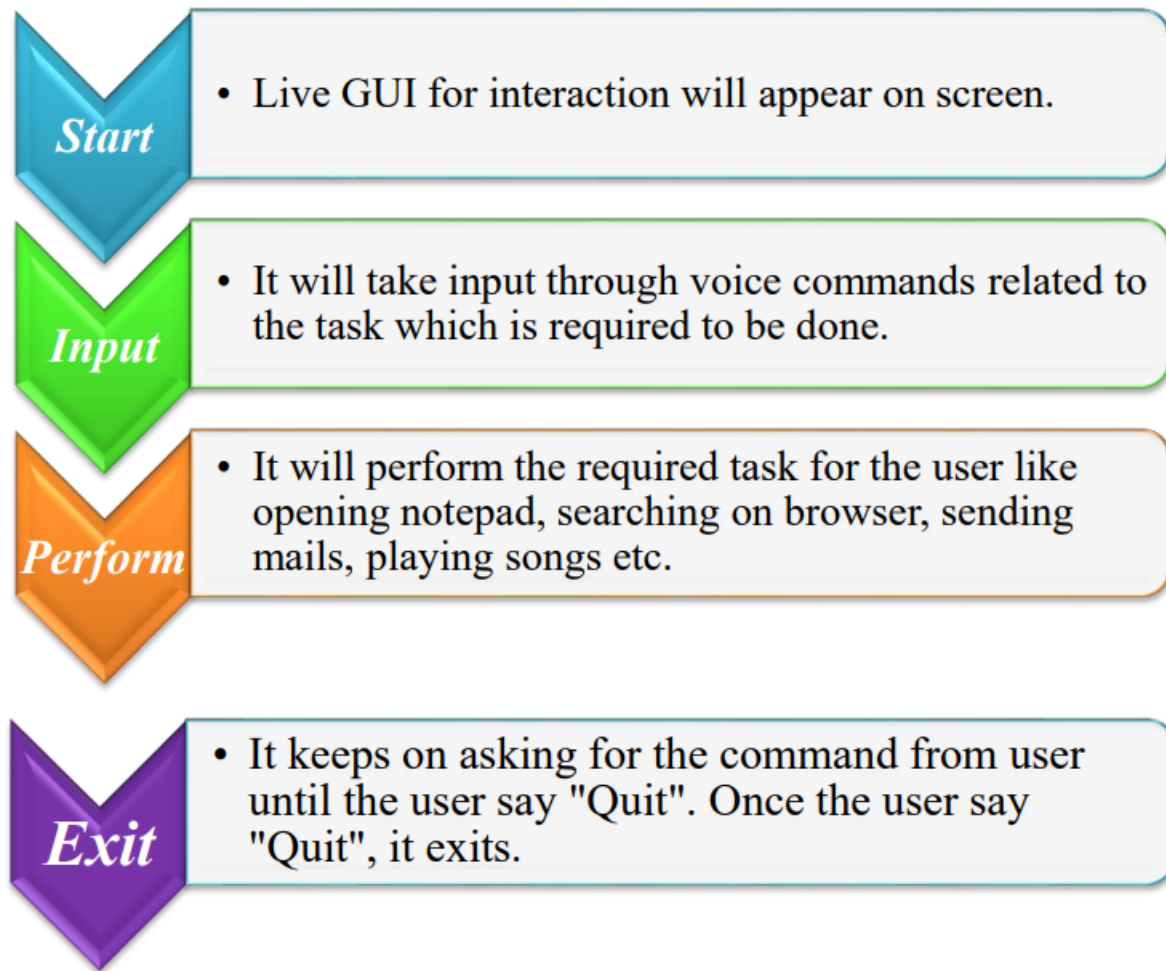 Start
• Live GUI for interaction will appear on screen.
Input
• It will take input through voice commands related to
the task which is required to be done.
Perform
• It will perform the required task for the user like
opening notepad, searching on browser, sending
mails, playing songs etc.
Exit
• It keeps on asking for the command from user
until the user say "Quit". Once the user say
"Quit", it exits.